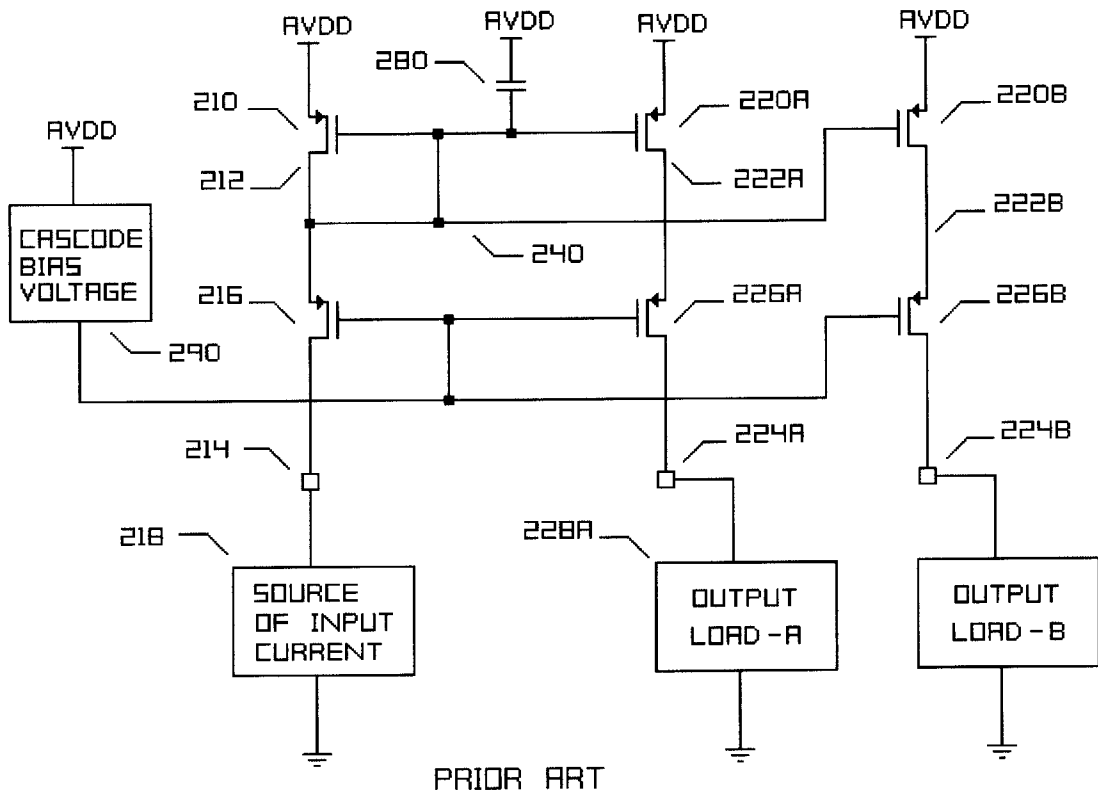 AVDD
AVDD
AVDD
AVDD
280
210
220A
220B
AVDD
212
222A
222B
CASCODE
BIAS
VOLTAGE
240
216
226A
226B
290
214
224A
224B
218
228A
SOURCE
OF INPUT
CURRENT
OUTPUT
LOAD-A
OUTPUT
LOAD-B
PRIOR ART